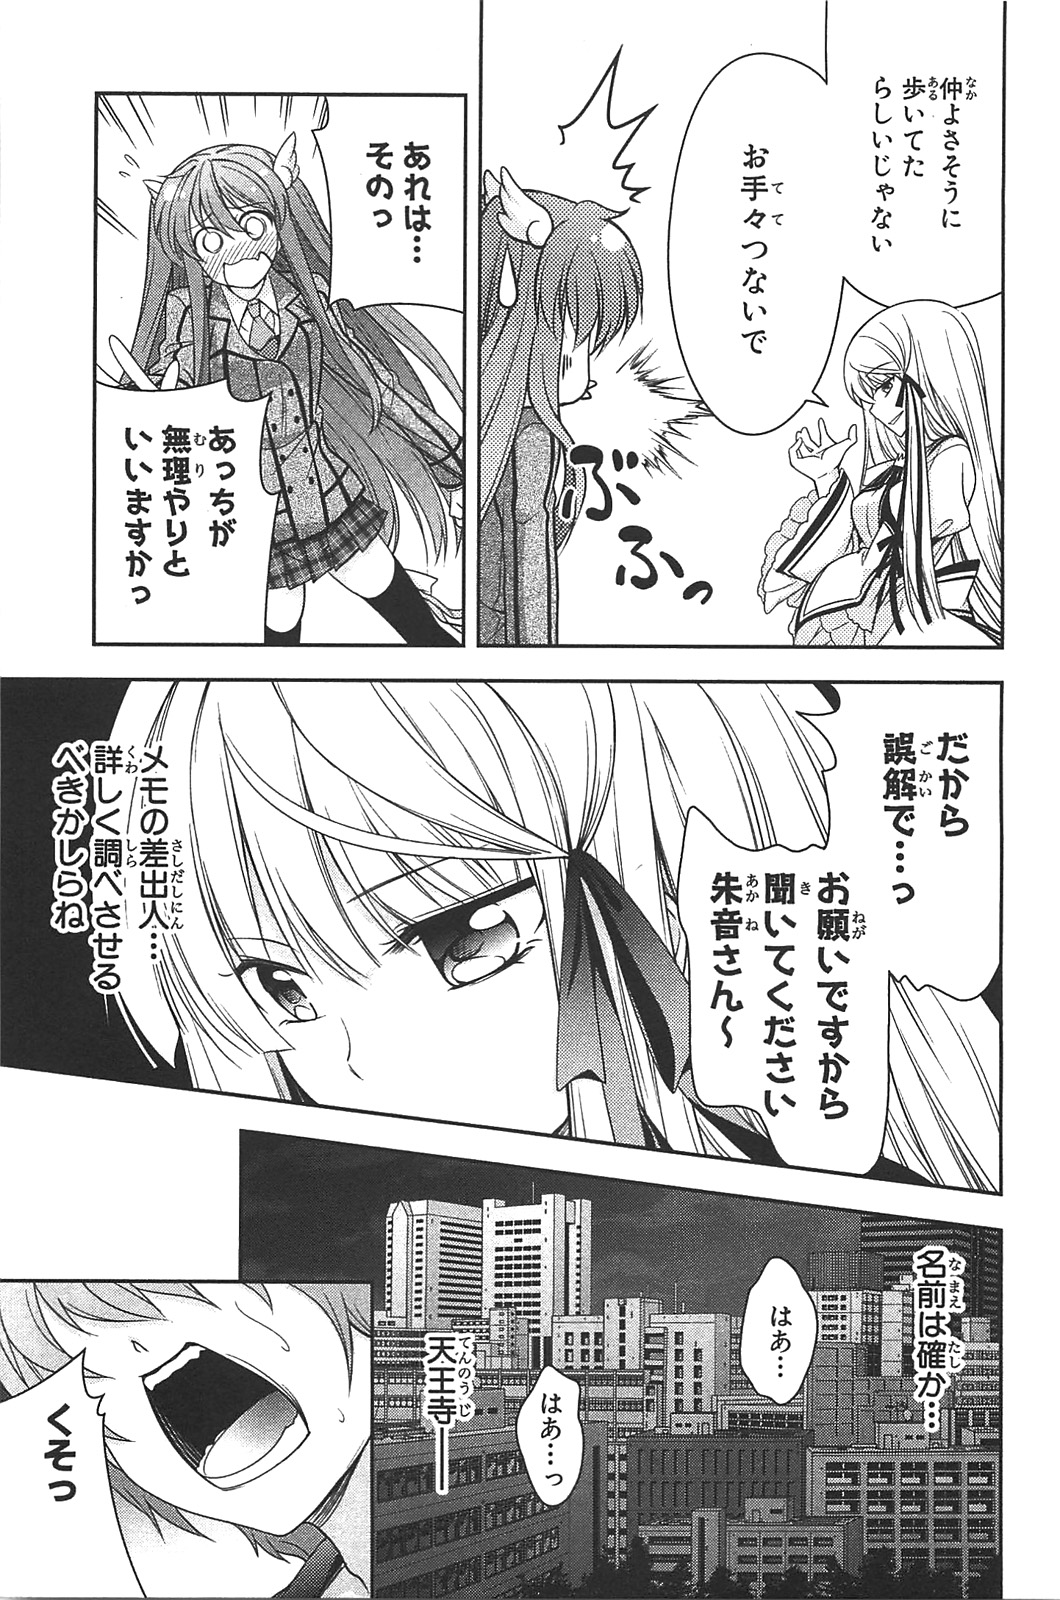 仲よさそうに
歩いてた
らしいじゃない
お手々つないで
ぶふっ
あれは…
そのっ
あっちが
無理やりと
いいますかっ
だから
誤解で…っ
お願いですから
聞いてください
朱音さん～
メモの差出人…
詳しく調べさせる
べきかしらね
名前は確か…
はあ…
天王寺――
はあ…っ
くそっ